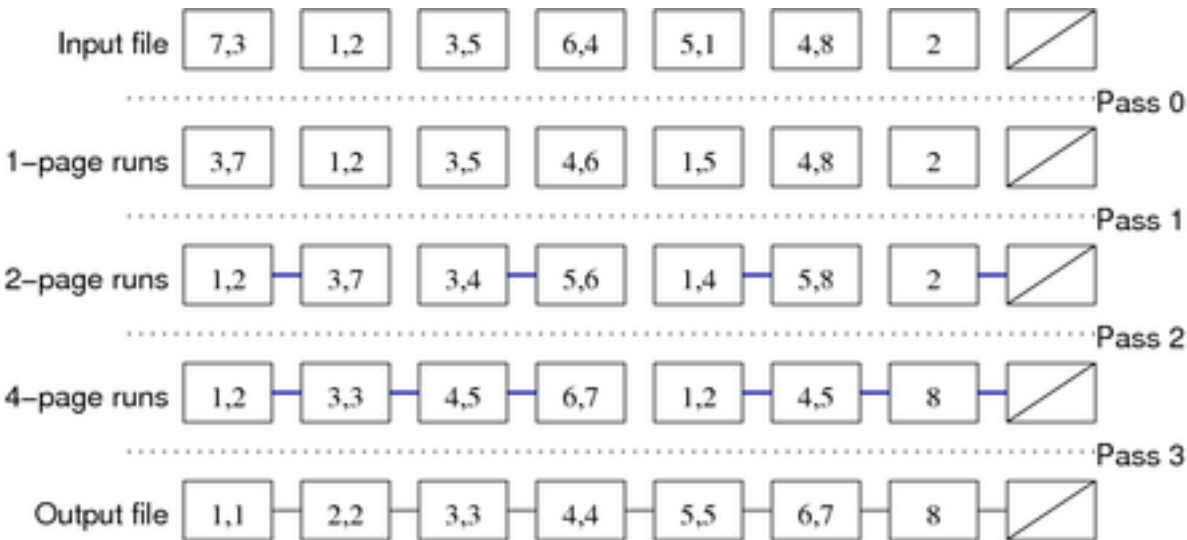 Input file 7,3 1,2 3,5 6,4 5,1 4,8 2
Pass 0
1–page runs 3,7 1,2 3,5 4,6 1,5 4,8 2
Pass 1
2–page runs 1,2 3,7 3,4 5,6 1,4 5,8 2
Pass 2
4–page runs 1,2 3,3 4,5 6,7 1,2 4,5 8
Pass 3
Output file 1,1 2,2 3,3 4,4 5,5 6,7 8